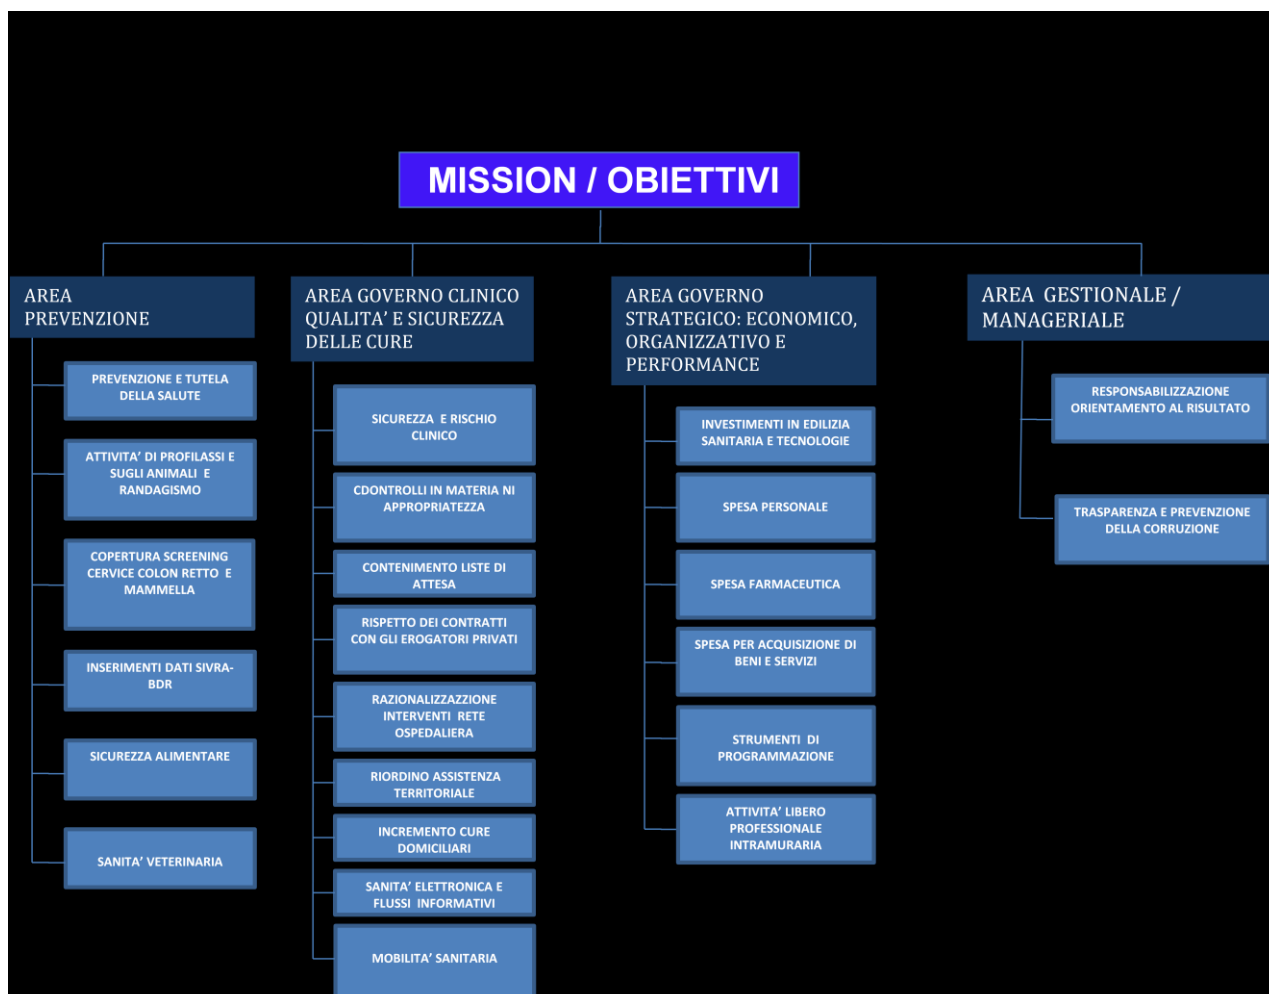 MISSION / OBIETTIVI
AREA
PREVENZIONE
PREVENZIONE E TUTELA
DELLA SALUTE
ATTIVITA’ DI PROFILASSI E
SUGLI ANIMALI E
RANDAGISMO
COPERTURA SCREENING
CERVICE COLON RETTO E
MAMMELLA
INSERIMENTI DATI SIVRA-
BDR
SICUREZZA ALIMENTARE
SANITA’ VETERINARIA
AREA GOVERNO CLINICO
QUALITA’ E SICUREZZA
DELLE CURE
SICUREZZA E RISCHIO
CLINICO
CDONTROLLI IN MATERIA NI
APPROPRIATEZZA
CONTENIMENTO LISTE DI
ATTESA
RISPETTO DEI CONTRATTI
CON GLI EROGATORI PRIVATI
RAZIONALIZZAZZIONE
INTERVENTI RETE
OSPEDALIERA
RIORDINO ASSISTENZA
TERRITORIALE
INCREMENTO CURE
DOMICILIARI
SANITA’ ELETTRONICA E
FLUSSI INFORMATIVI
MOBILITA’ SANITARIA
AREA GOVERNO
STRATEGICO: ECONOMICO,
ORGANIZZATIVO E
PERFORMANCE
INVESTIMENTI IN EDILIZIA
SANITARIA E TECNOLOGIE
SPESA PERSONALE
SPESA FARMACEUTICA
SPESA PER ACQUISIZIONE DI
BENI E SERVIZI
STRUMENTI DI
PROGRAMMAZIONE
ATTIVITA’ LIBERO
PROFESSIONALE
INTRAMURARIA
AREA GESTIONALE /
MANAGERIALE
RESPONSABILIZZAZIONE
ORIENTAMENTO AL RISULTATO
TRASPARENZA E PREVENZIONE
DELLA CORRUZIONE